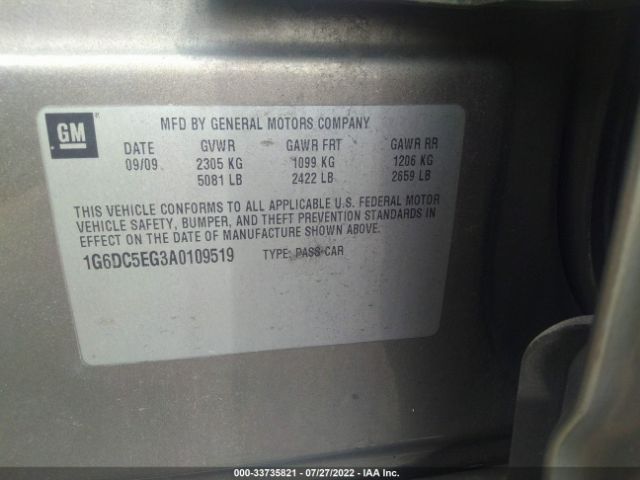 GM
MFD BY GENERAL MOTORS COMPANY
DATE GVWR GAWR FRT GAWR RR
09/09 2305 KG 1099 KG 1206 KG
5081 LB 2422 LB 2659 LB
THIS VEHICLE CONFORMS TO ALL APPLICABLE U.S. FEDERAL MOTOR
VEHICLE SAFETY, BUMPER, AND THEFT PREVENTION STANDARDS IN
EFFECT ON THE DATE OF MANUFACTURE SHOWN ABOVE.
1G6DC5EG3A0109519 TYPE: PASS CAR
000-33735821 - 07/27/2022 - IAA Inc.